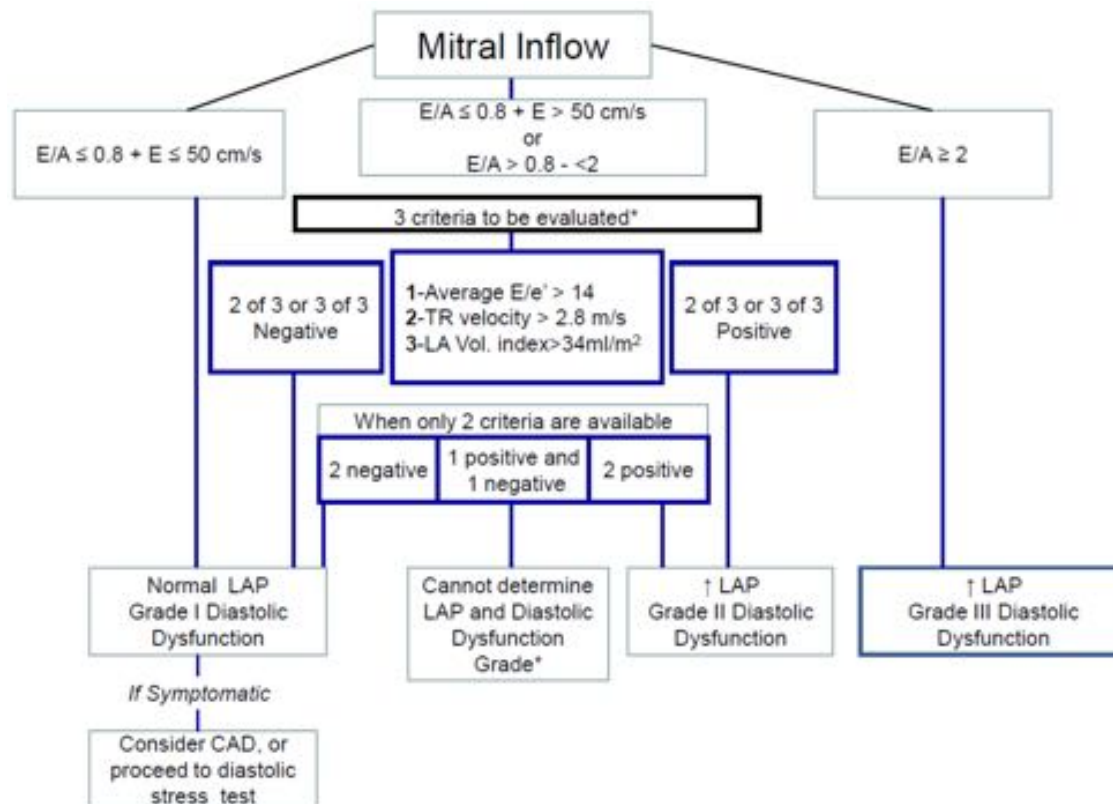 Mitral Inflow
E/A ≤ 0.8 + E ≤ 50 cm/s
E/A ≤ 0.8 + E > 50 cm/s
or
E/A > 0.8 - <2
E/A ≥ 2
3 criteria to be evaluated*
2 of 3 or 3 of 3
Negative
1-Average E/e' > 14
2-TR velocity > 2.8 m/s
3-LA Vol. index>34ml/m²
2 of 3 or 3 of 3
Positive
When only 2 criteria are available
2 negative
1 positive and
1 negative
2 positive
Normal LAP
Grade I Diastolic
Dysfunction
Cannot determine
LAP and Diastolic
Dysfunction
Grade*
↑ LAP
Grade II Diastolic
Dysfunction
↑ LAP
Grade III Diastolic
Dysfunction
If Symptomatic
Consider CAD, or
proceed to diastolic
stress test